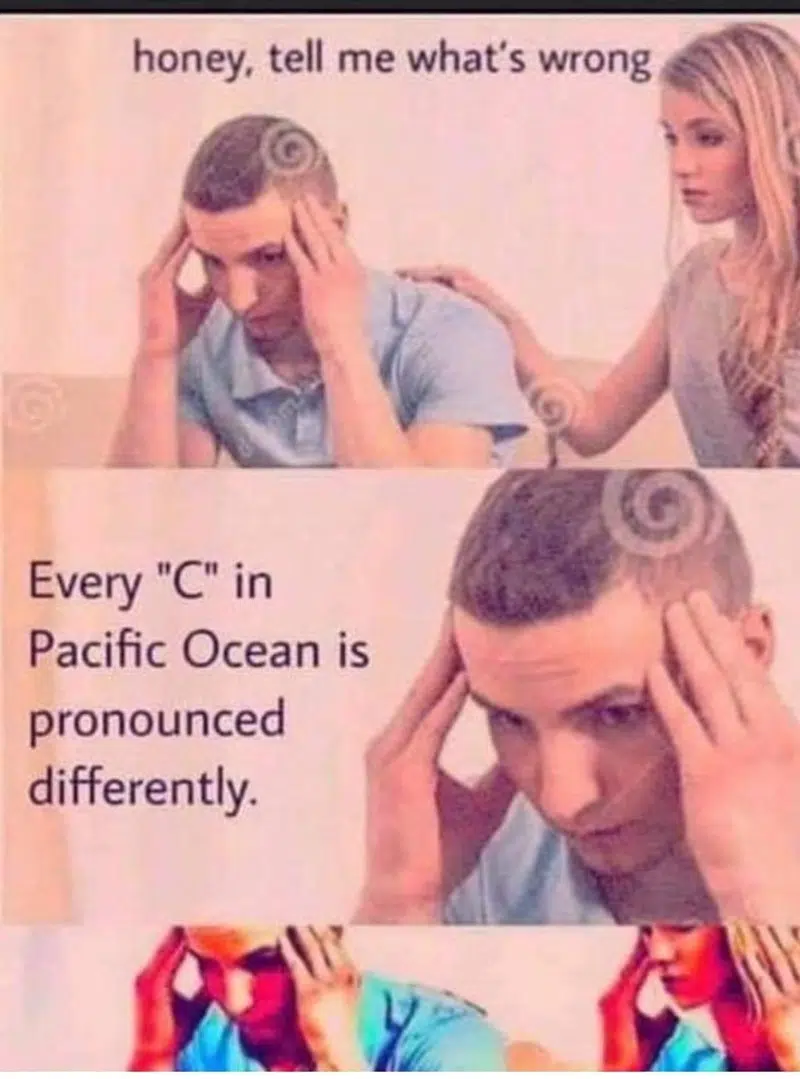 honey, tell me what's wrong
Every "C" in
Pacific Ocean is
pronounced
differently.